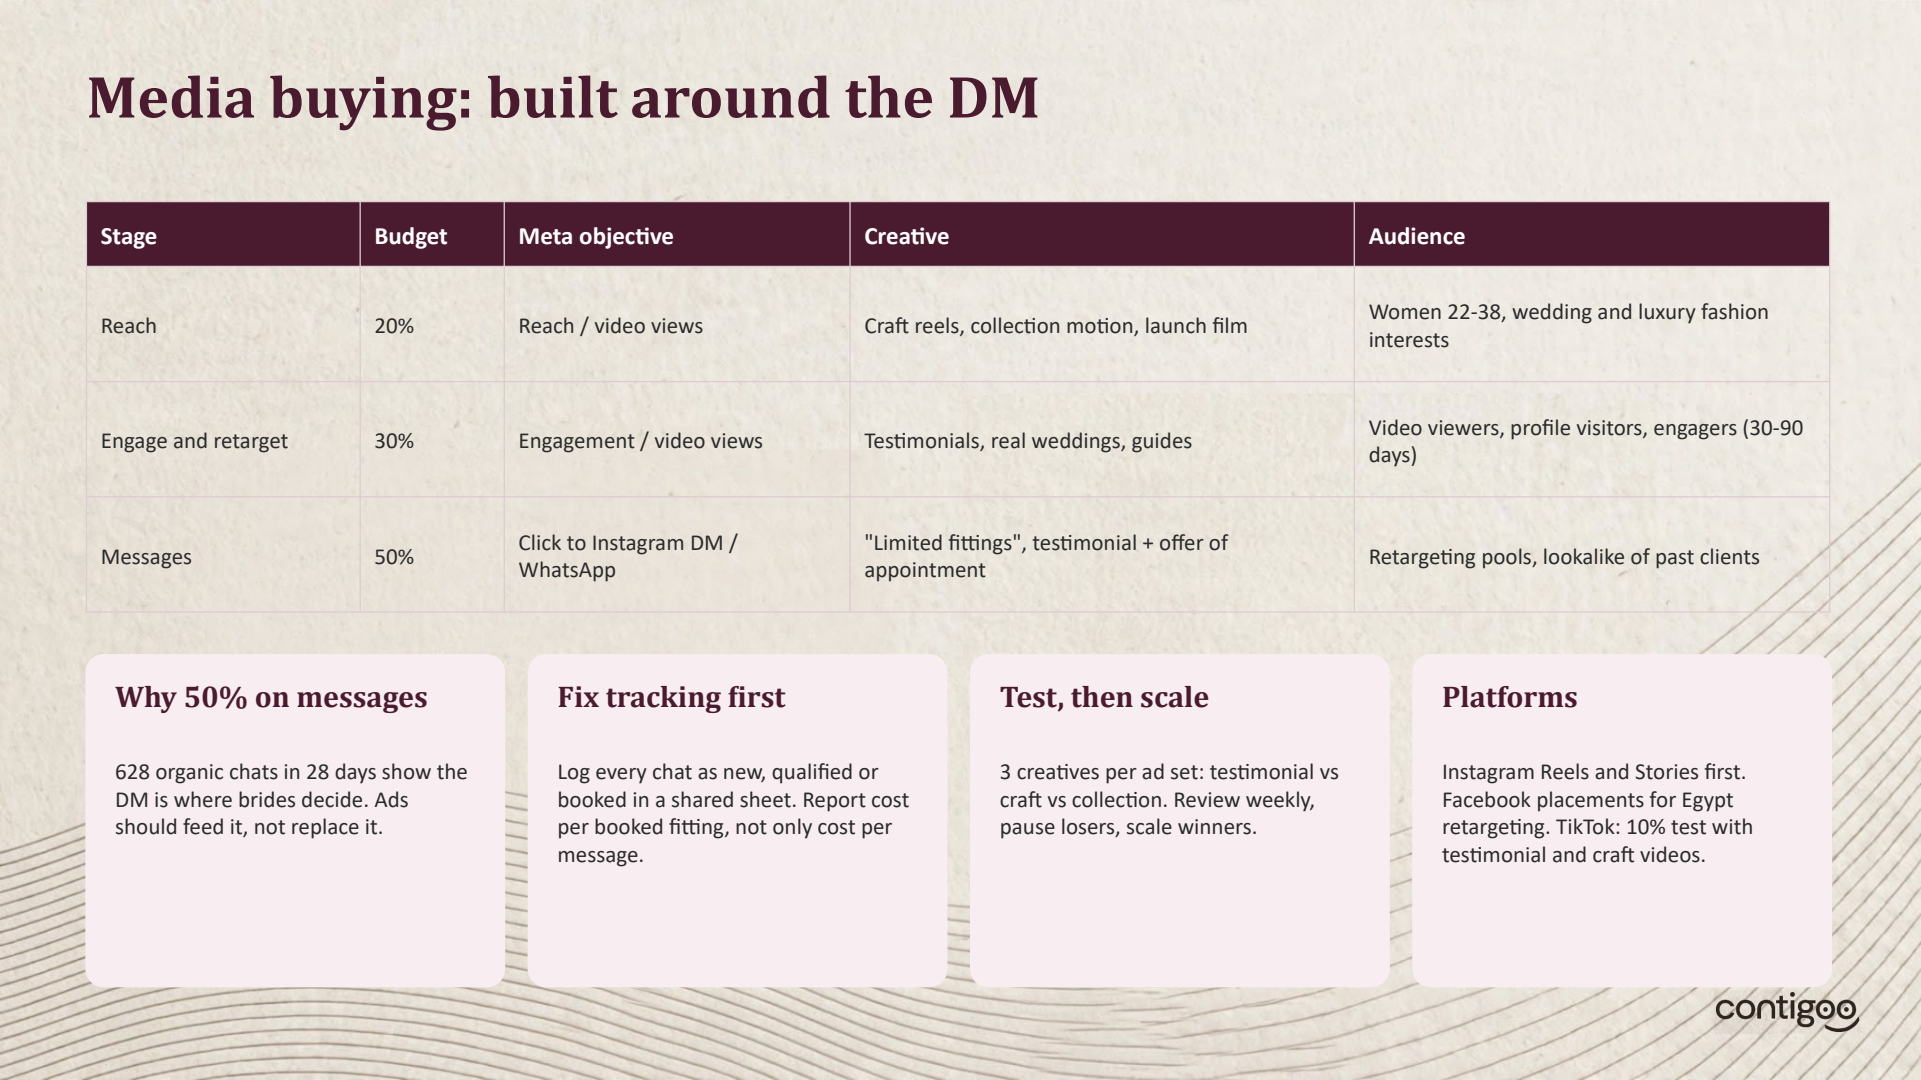 Media buying: built around the DM
Stage Budget Meta objective Creative Audience
Reach 20% Reach / video views Craft reels, collection motion, launch film Women 22-38, wedding and luxury fashion
interests
Engage and retarget 30% Engagement / video views Testimonials, real weddings, guides Video viewers, profile visitors, engagers (30-90
days)
Messages 50% Click to Instagram DM /
WhatsApp
"Limited fittings", testimonial + offer of
appointment
Retargeting pools, lookalike of past clients
Why 50% on messages
628 organic chats in 28 days show the
DM is where brides decide. Ads
should feed it, not replace it.
Fix tracking first
Log every chat as new, qualified or
booked in a shared sheet. Report cost
per booked fitting, not only cost per
message.
Test, then scale
3 creatives per ad set: testimonial vs
craft vs collection. Review weekly,
pause losers, scale winners.
Platforms
Instagram Reels and Stories first.
Facebook placements for Egypt
retargeting. TikTok: 10% test with
testimonial and craft videos.
contigoo